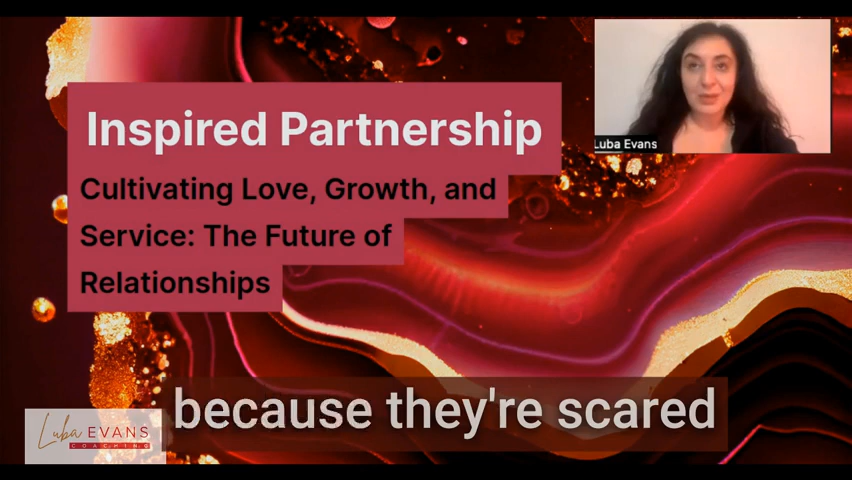 Inspired Partnership
Cultivating Love, Growth, and
Service: The Future of
Relationships
Luba Evans
because they're scared
Luba EVANS
COACHING